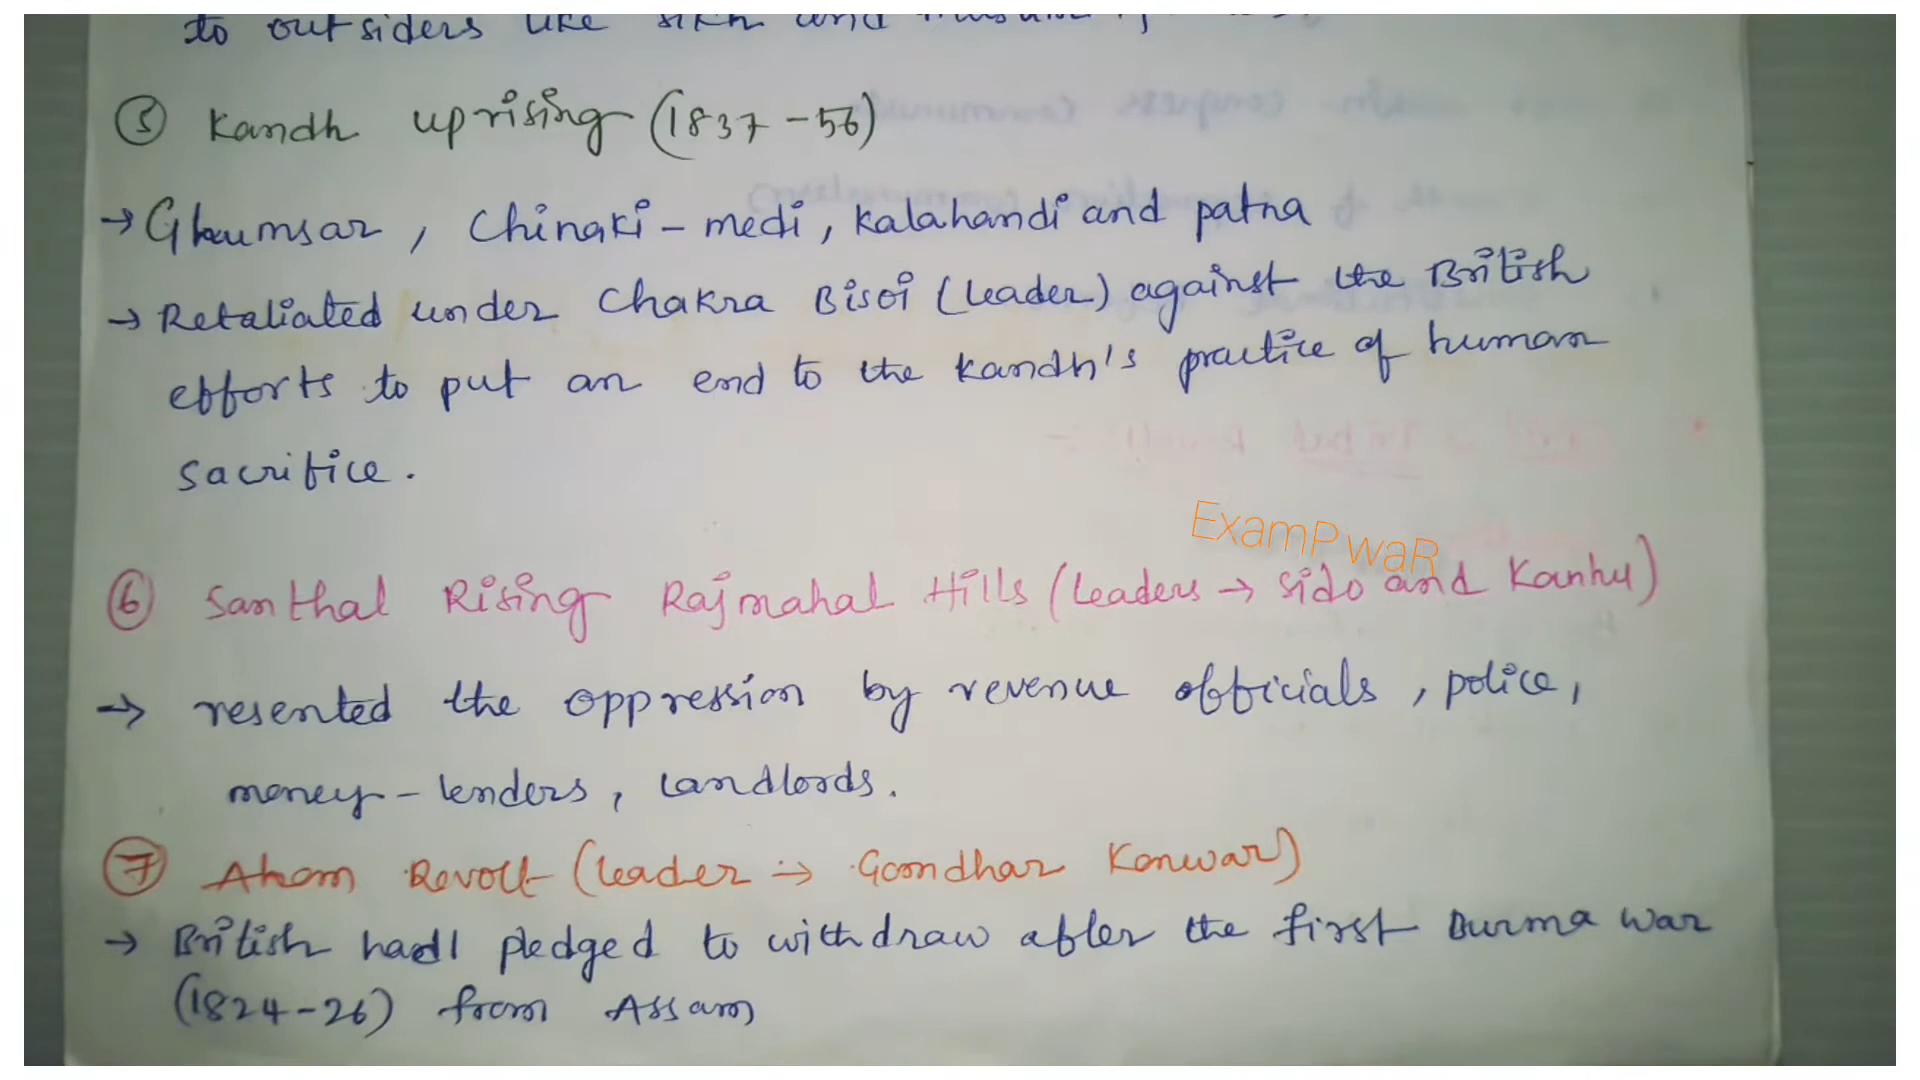 to outsiders like sikh and
⑤ Kandh uprising (1837-56)
→ Ghumsar, Chinaki-medi, Kalahandi and patna
→ Retaliated under Chakra Bisoi (leader) against the British
efforts to put an end to the Kandh's practice of human
sacrifice.
ExamPwaR
⑥ Santhal Rising Rajmahal Hills (leaders → Sido and Kanhu)
→ resented the oppression by revenue officials, police,
money-lenders, landlords.
⑦ Ahom Revolt (leader → Gomdhar Konwar)
→ British had pledged to withdraw after the first Burma War
(1824-26) from Assam